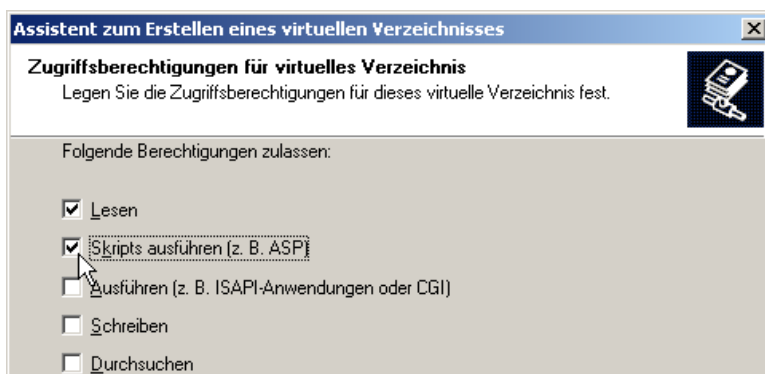 Assistent zum Erstellen eines virtuellen Verzeichnisses
Zugriffsberechtigungen für virtuelles Verzeichnis
Legen Sie die Zugriffsberechtigungen für dieses virtuelle Verzeichnis fest.
Folgende Berechtigungen zulassen:
Lesen
Skripts ausführen (z. B. ASP)
Ausführen (z. B. ISAPI-Anwendungen oder CGI)
Schreiben
Durchsuchen